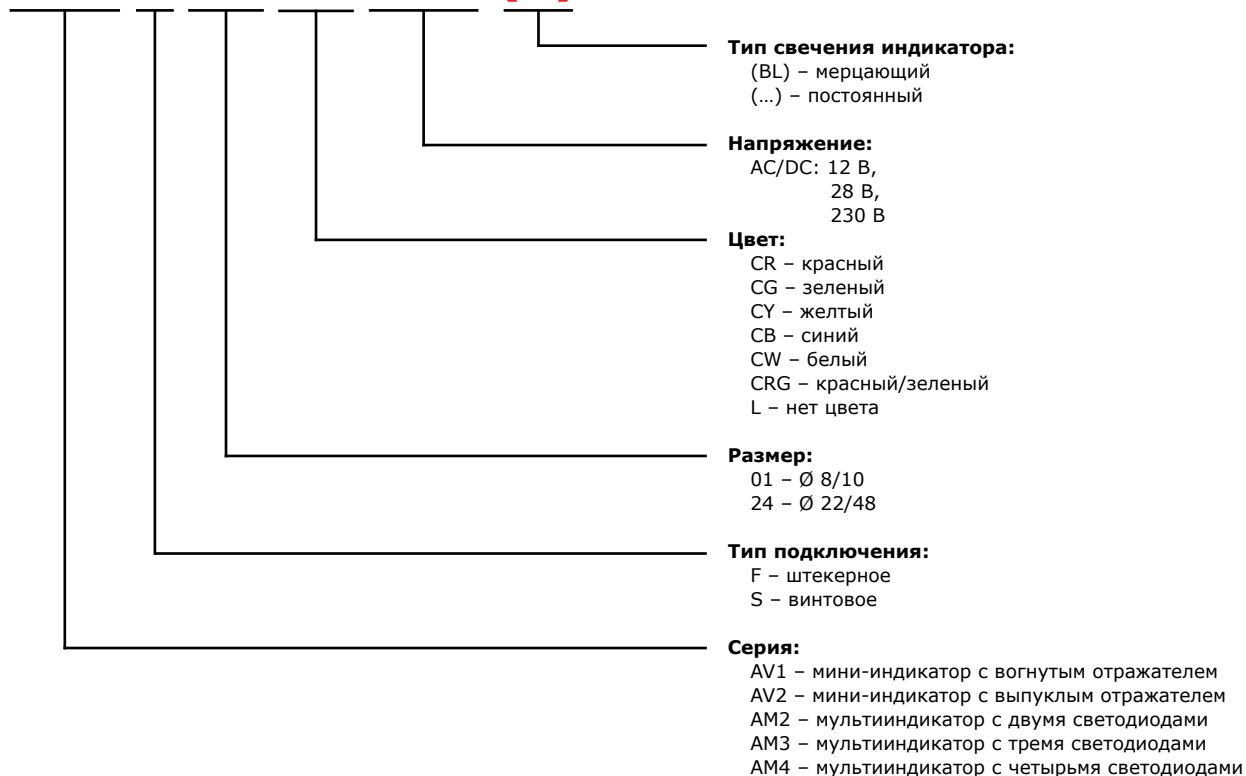 Тип свечения индикатора:
(BL) – мерцающий
(…) – постоянный
Напряжение:
AC/DC: 12 В,
28 В,
230 В
Цвет:
CR – красный
CG – зеленый
CY – желтый
CB – синий
CW – белый
CRG – красный/зеленый
L – нет цвета
Размер:
01 – Ø 8/10
24 – Ø 22/48
Тип подключения:
F – штекерное
S – винтовое
Серия:
AV1 – мини-индикатор с вогнутым отражателем
AV2 – мини-индикатор с выпуклым отражателем
AM2 – мультииндикатор с двумя светодиодами
AM3 – мультииндикатор с тремя светодиодами
AM4 – мультииндикатор с четырьмя светодиодами